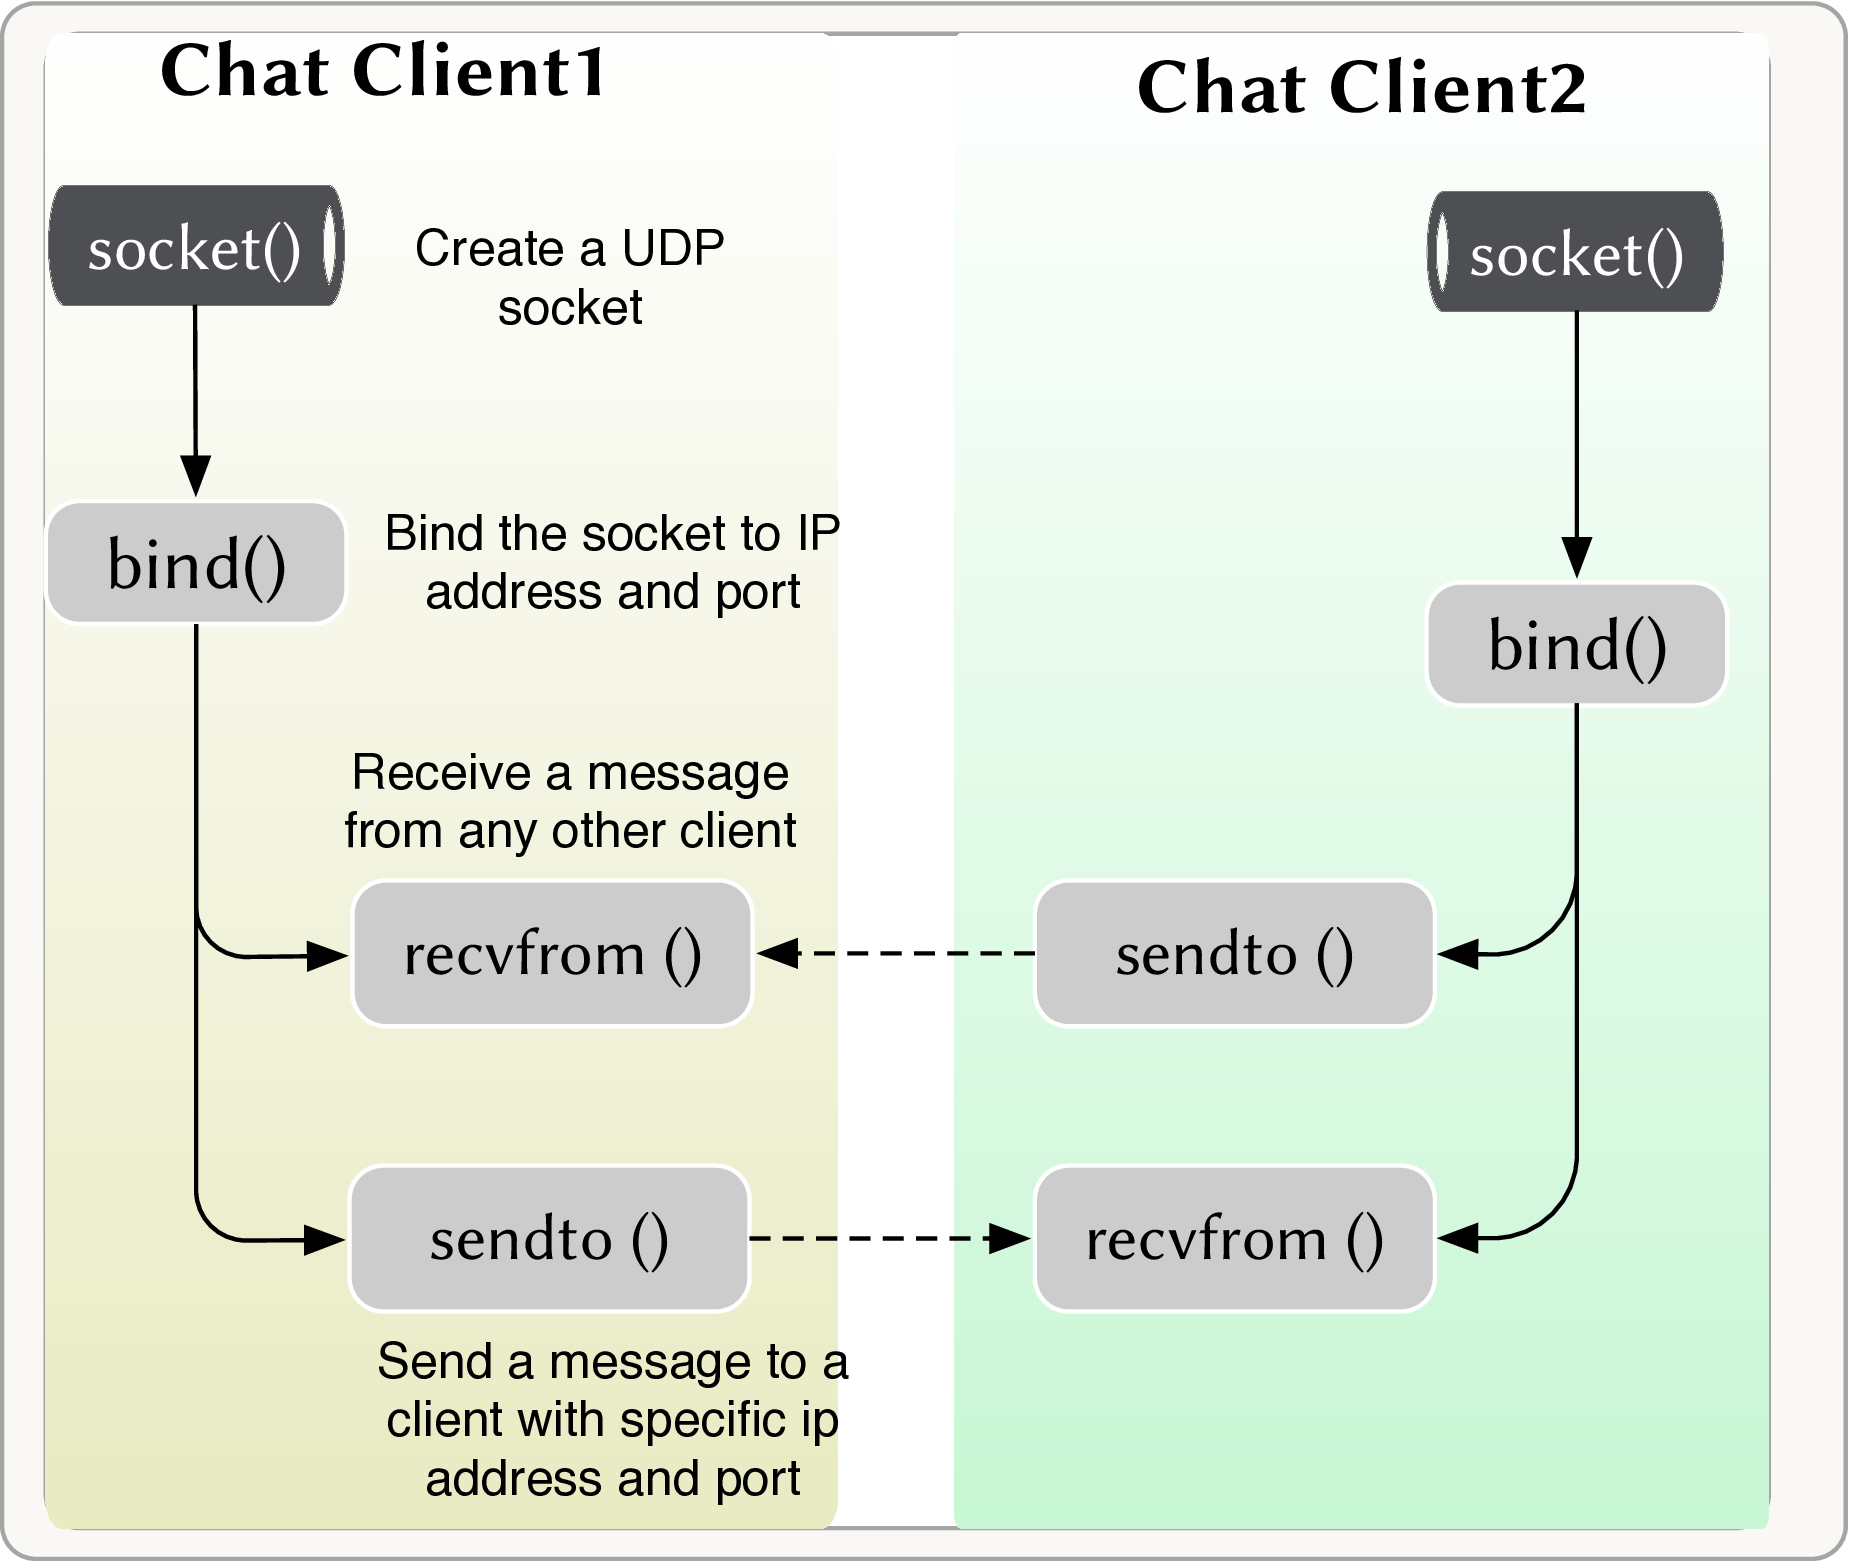 Chat Client1
socket()
Create a UDP
socket
bind()
Bind the socket to IP
address and port
Receive a message
from any other client
recvfrom ()
sendto ()
Send a message to a
client with specific ip
address and port
Chat Client2
socket()
bind()
sendto ()
recvfrom ()